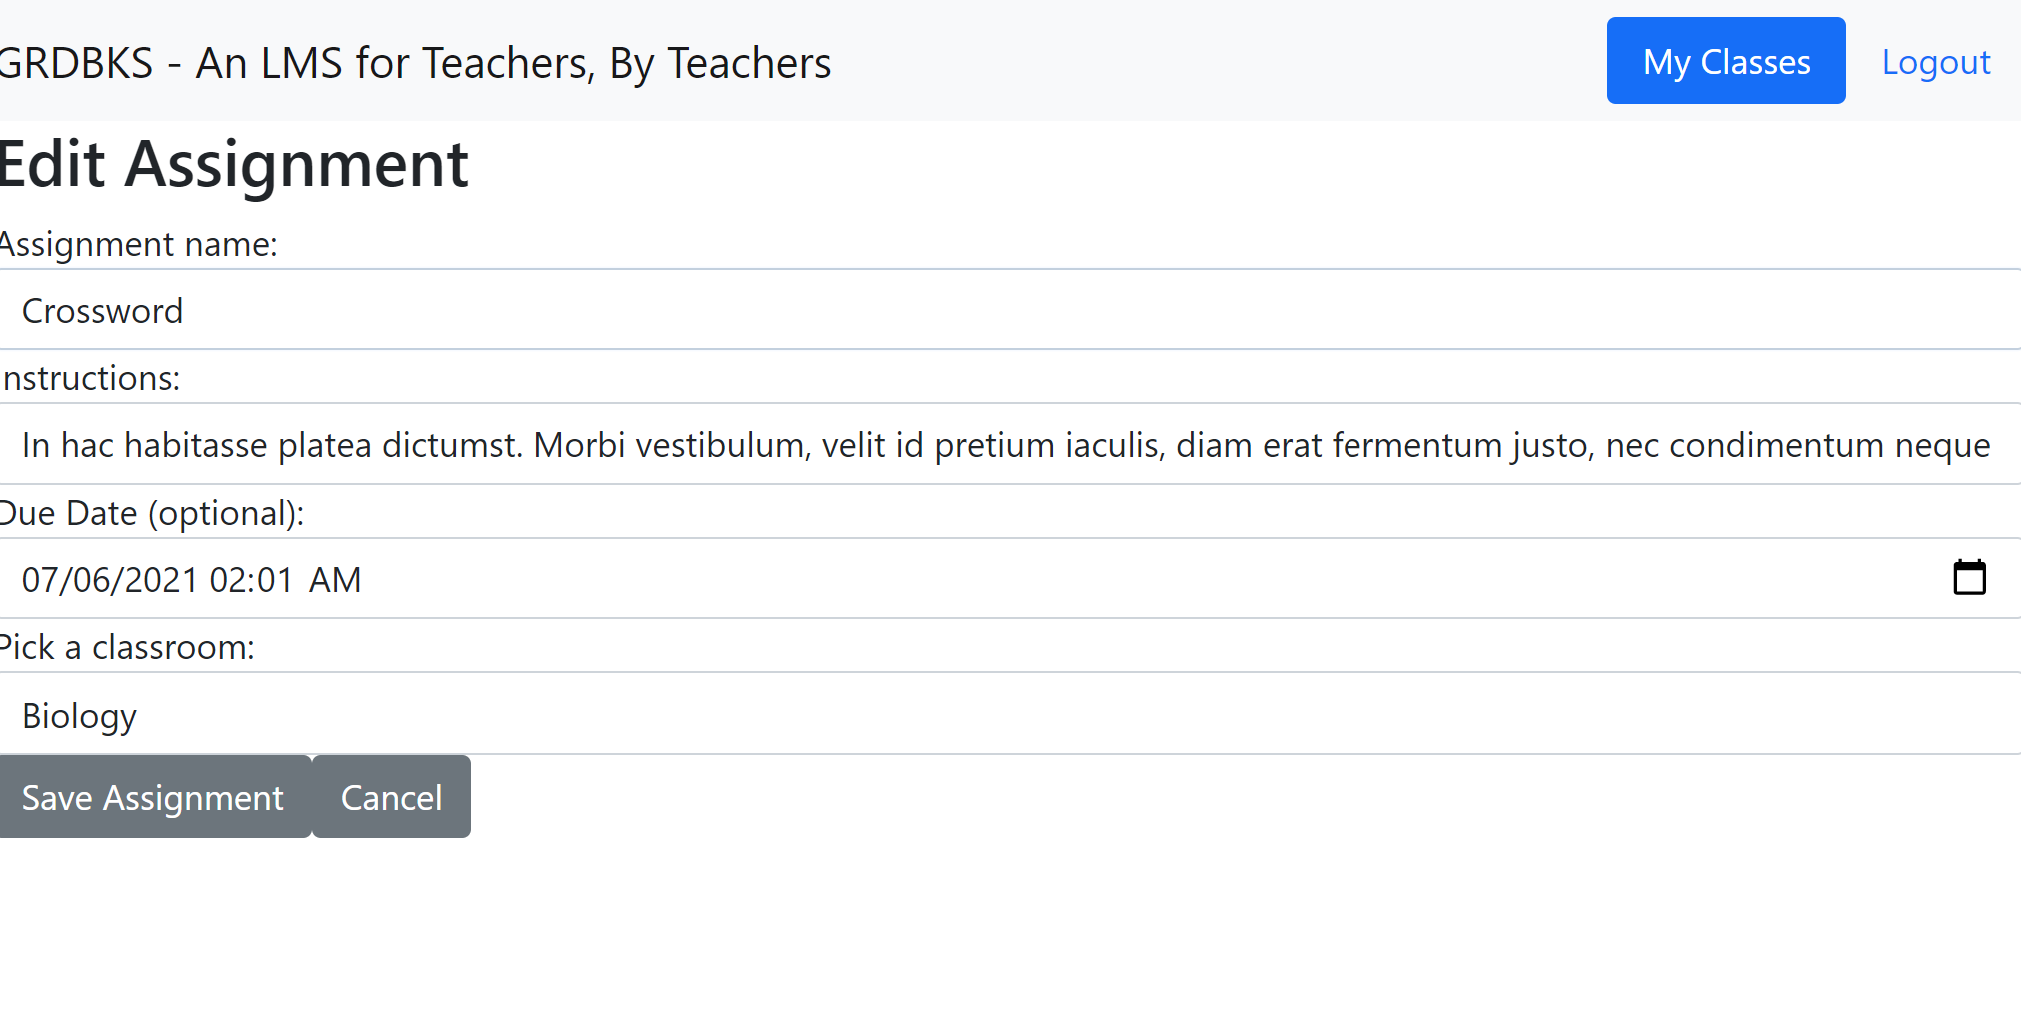 GRDBKS - An LMS for Teachers, By Teachers My Classes Logout
Edit Assignment
Assignment name:
Crossword
Instructions:
In hac habitasse platea dictumst. Morbi vestibulum, velit id pretium iaculis, diam erat fermentum justo, nec condimentum neque
Due Date (optional):
07/06/2021 02:01 AM
Pick a classroom:
Biology
Save Assignment Cancel